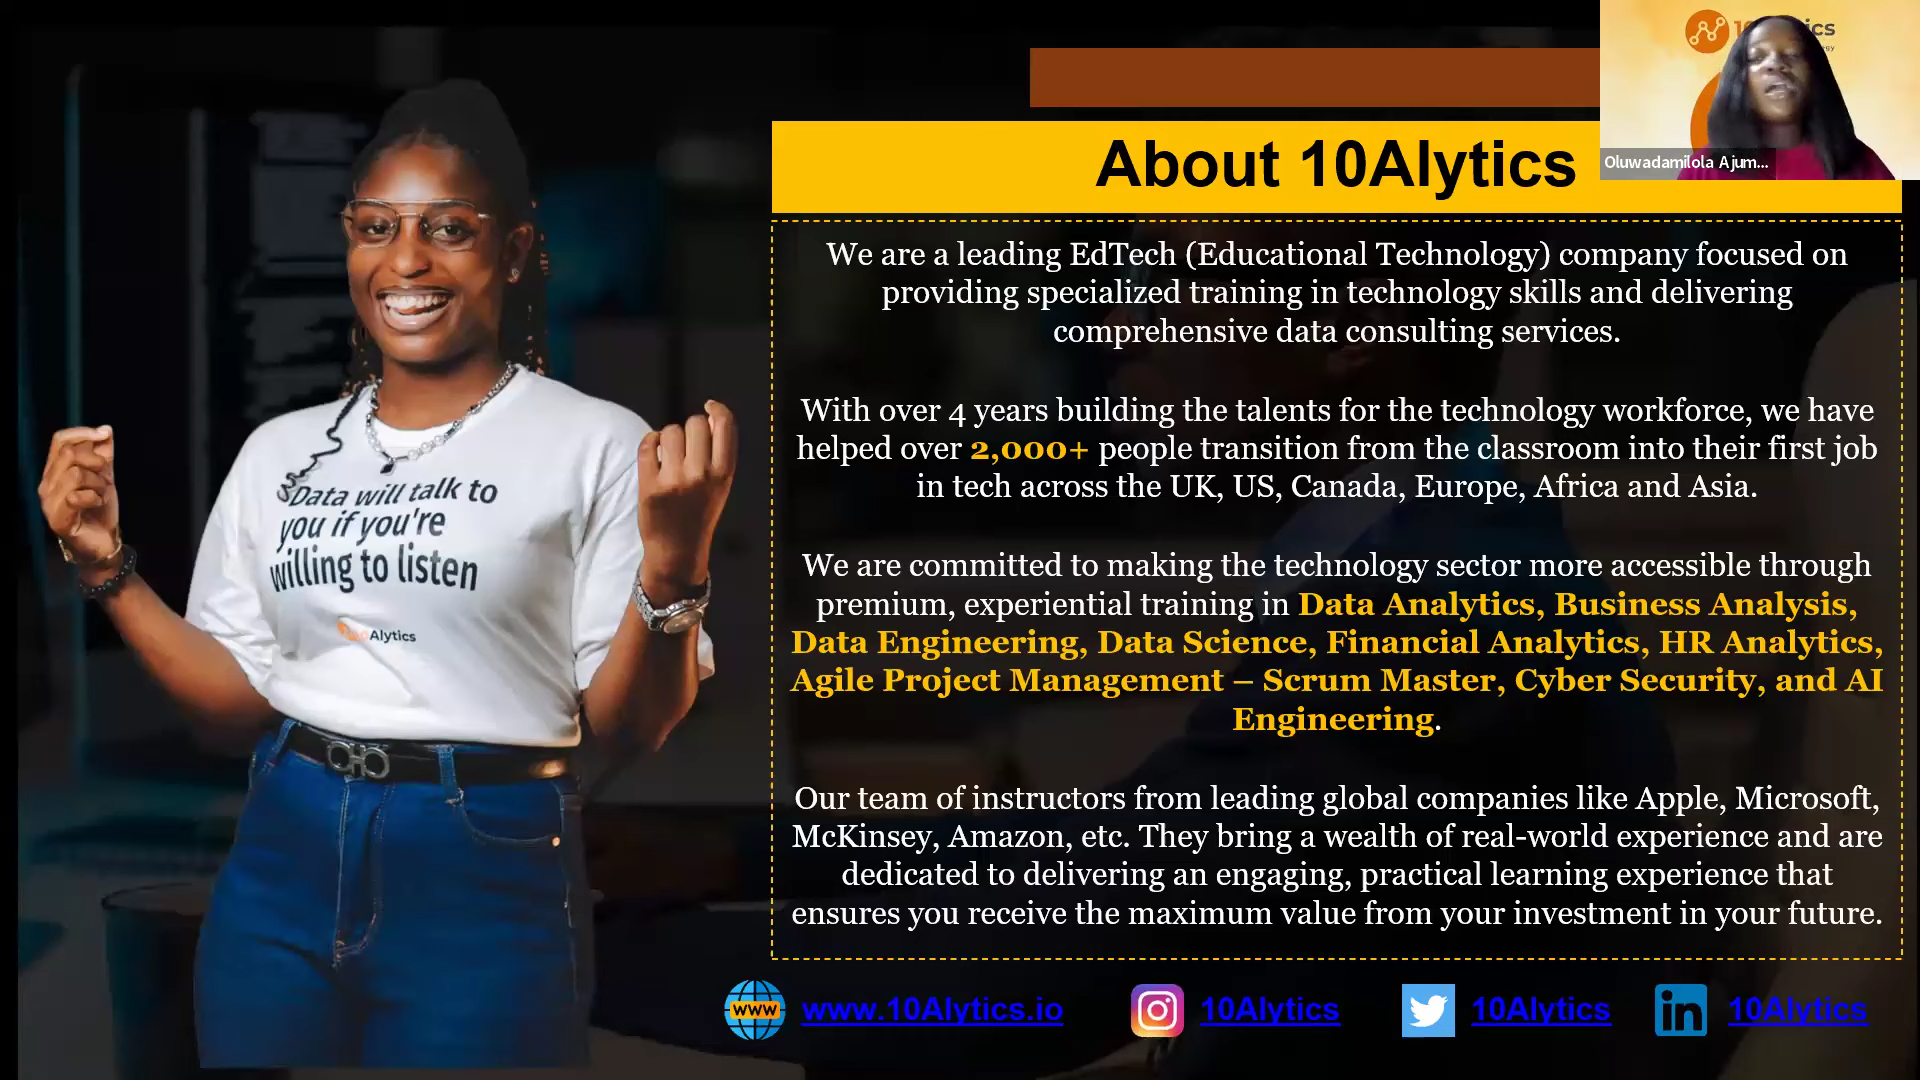 10Alytics
Oluwadamilola Ajum...
About 10Alytics
We are a leading EdTech (Educational Technology) company focused on
providing specialized training in technology skills and delivering
comprehensive data consulting services.
With over 4 years building the talents for the technology workforce, we have
helped over 2,000+ people transition from the classroom into their first job
in tech across the UK, US, Canada, Europe, Africa and Asia.
We are committed to making the technology sector more accessible through
premium, experiential training in Data Analytics, Business Analysis,
Data Engineering, Data Science, Financial Analytics, HR Analytics,
Agile Project Management – Scrum Master, Cyber Security, and AI
Engineering.
Our team of instructors from leading global companies like Apple, Microsoft,
McKinsey, Amazon, etc. They bring a wealth of real-world experience and are
dedicated to delivering an engaging, practical learning experience that
ensures you receive the maximum value from your investment in your future.
Data will talk to
you if you're
willing to listen
10Alytics
www
www.10Alytics.io
10Alytics
10Alytics
in
10Alytics